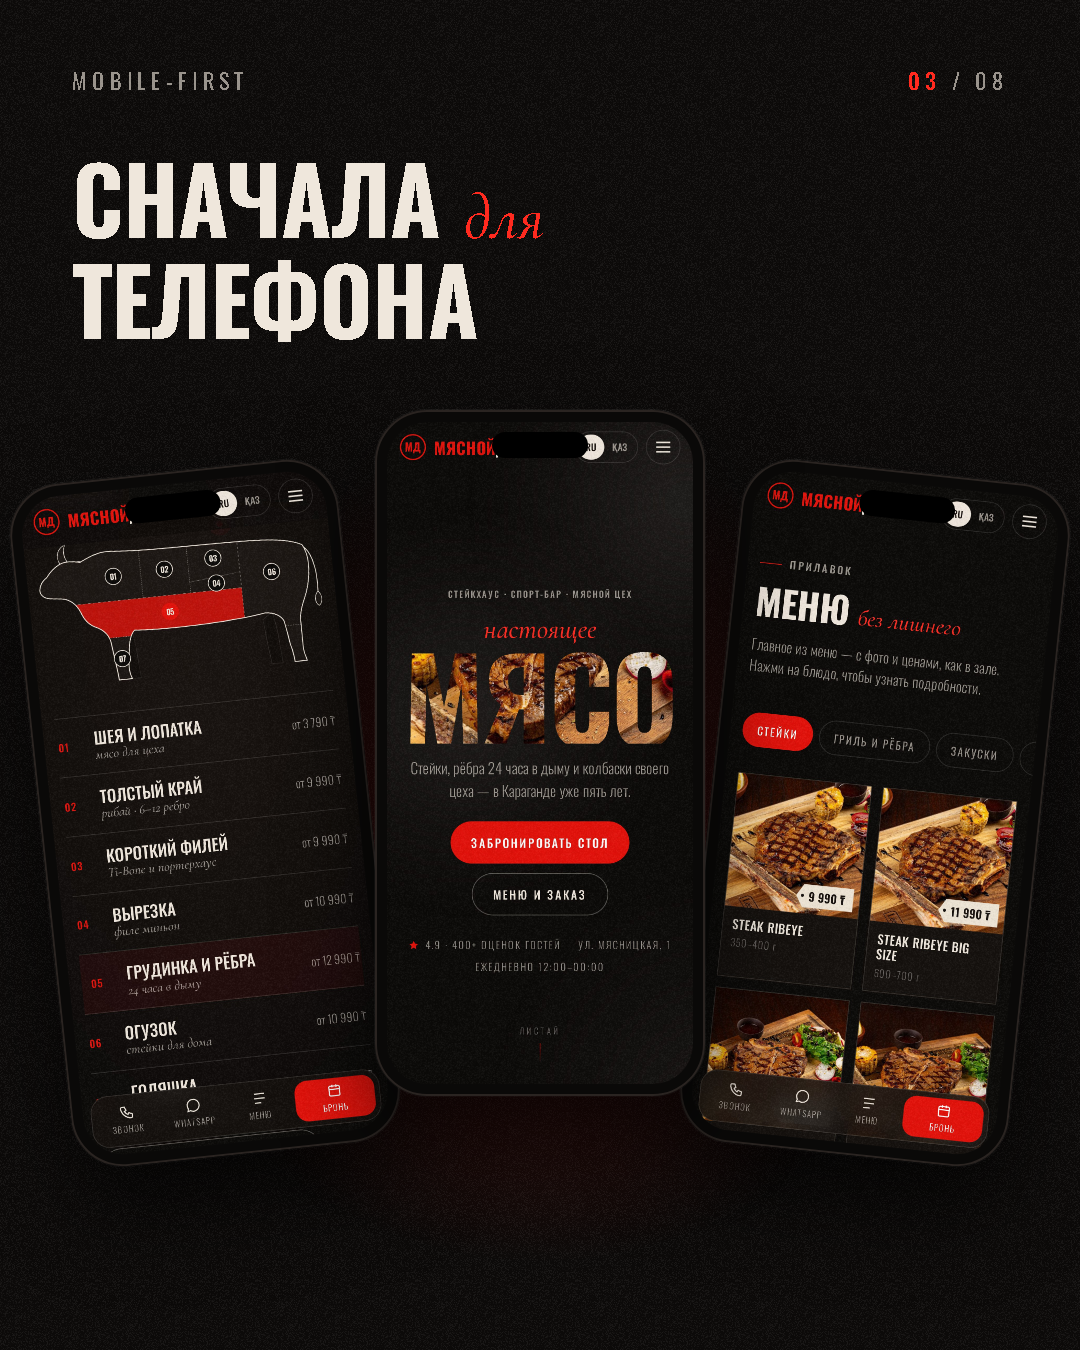 MOBILE-FIRST
03 / 08
СНАЧАЛА для
ТЕЛЕФОНА
МД МЯСНОЙ RU ҚАЗ
01 02 03 04 05 06 07
01 ШЕЯ И ЛОПАТКА от 3 790 ₸
мясо для цеха
02 ТОЛСТЫЙ КРАЙ от 9 990 ₸
рибай · 6–12 ребро
03 КОРОТКИЙ ФИЛЕЙ от 9 990 ₸
Ti-Bone и портерхаус
04 ВЫРЕЗКА от 10 990 ₸
филе миньон
05 ГРУДИНКА И РЁБРА от 12 990 ₸
24 часа в дыму
06 ОГУЗОК от 10 990 ₸
стейки для дома
ГОЛЯШКА
ЗВОНОК WHATSAPP МЕНЮ БРОНЬ
МД МЯСНОЙ RU ҚАЗ
СТЕЙКХАУС · СПОРТ-БАР · МЯСНОЙ ЦЕХ
настоящее
МЯСО
Стейки, рёбра 24 часа в дыму и колбаски своего
цеха — в Караганде уже пять лет.
ЗАБРОНИРОВАТЬ СТОЛ
МЕНЮ И ЗАКАЗ
★ 4.9 · 400+ ОЦЕНОК ГОСТЕЙ УЛ. МЯСНИЦКАЯ, 1
ЕЖЕДНЕВНО 12:00–00:00
ЛИСТАЙ
МД МЯСНОЙ RU ҚАЗ
ПРИЛАВОК
МЕНЮ без лишнего
Главное из меню — с фото и ценами, как в зале.
Нажми на блюдо, чтобы узнать подробности.
СТЕЙКИ ГРИЛЬ И РЁБРА ЗАКУСКИ
9 990 ₸ 11 990 ₸
STEAK RIBEYE
350–400 г
STEAK RIBEYE BIG
SIZE
500–700 г
ЗВОНОК WHATSAPP МЕНЮ БРОНЬ